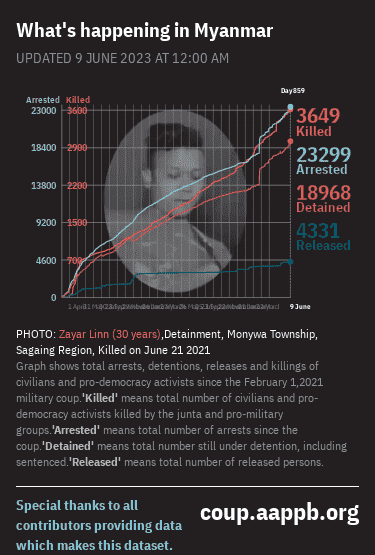 What's happening in Myanmar
UPDATED 9 JUNE 2023 AT 12:00 AM
Day859
Arrested Killed
23000 3600
18400 2900
13800 2200
9200 1500
4600 700
0
3649
Killed
23299
Arrested
18968
Detained
4331
Released
9 June
PHOTO: Zayar Linn (30 years),Detainment, Monywa Township,
Sagaing Region, Killed on June 21 2021
Graph shows total arrests, detentions, releases and killings of
civilians and pro-democracy activists since the February 1,2021
military coup.'Killed' means total number of civilians and pro-
democracy activists killed by the junta and pro-military
groups.'Arrested' means total number of arrests since the
coup.'Detained' means total number still under detention, including
sentenced.'Released' means total number of released persons.
Special thanks to all
contributors providing data
which makes this dataset.
coup.aappb.org